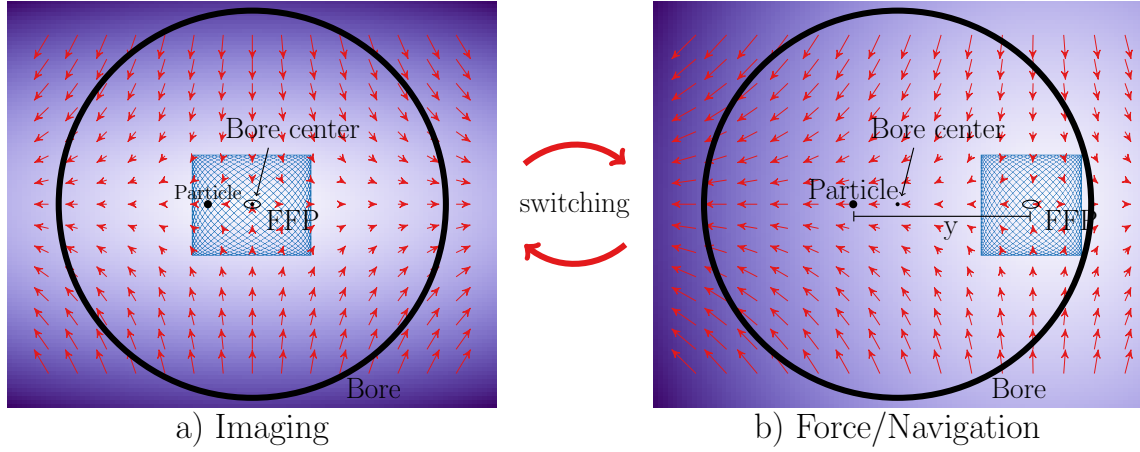 Bore center
Particle
FFP
Bore
a) Imaging
switching
Bore center
Particle
FFP
y
Bore
b) Force/Navigation